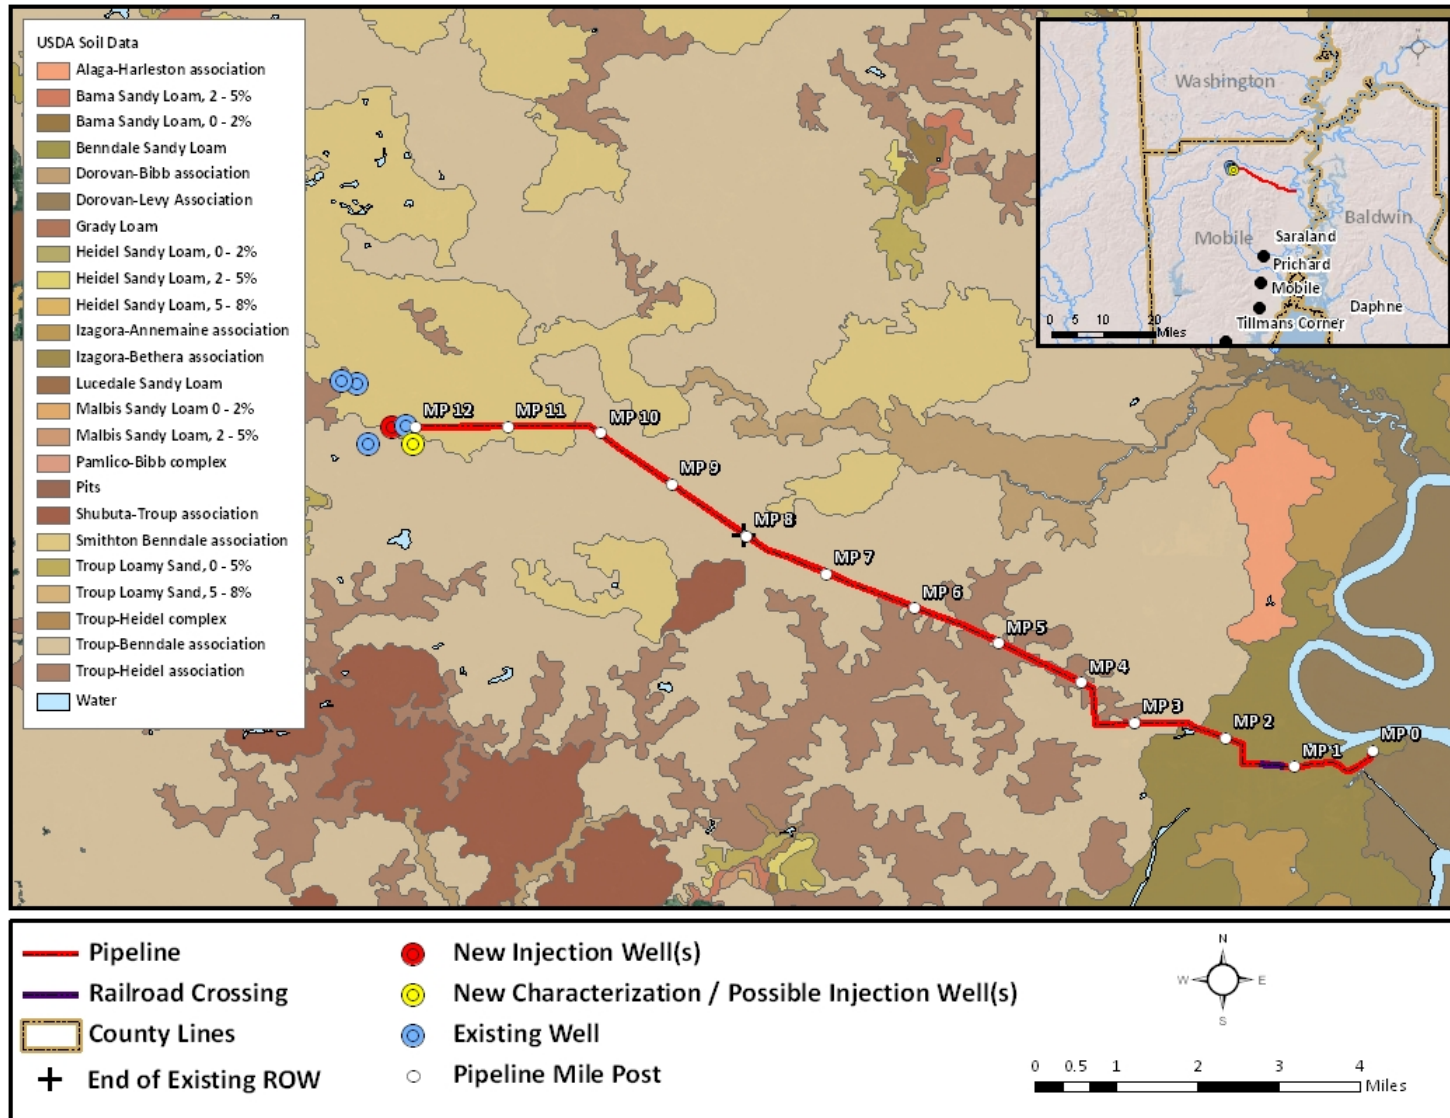 USDA Soil Data
Alaga-Harleston association
Bama Sandy Loam, 2 - 5%
Bama Sandy Loam, 0 - 2%
Benndale Sandy Loam
Dorovan-Bibb association
Dorovan-Levy Association
Grady Loam
Heidel Sandy Loam, 0 - 2%
Heidel Sandy Loam, 2 - 5%
Heidel Sandy Loam, 5 - 8%
Izagora-Annemaine association
Izagora-Bethera association
Lucedale Sandy Loam
Malbis Sandy Loam 0 - 2%
Malbis Sandy Loam, 2 - 5%
Pamlico-Bibb complex
Pits
Shubuta-Troup association
Smithton Benndale association
Troup Loamy Sand, 0 - 5%
Troup Loamy Sand, 5 - 8%
Troup-Heidel complex
Troup-Benndale association
Troup-Heidel association
Water
Washington
Baldwin
Mobile
Saraland
Prichard
Mobile
Daphne
Tillmans Corner
0 5 10 20
Miles
MP 12
MP 11
MP 10
MP 9
MP 8
MP 7
MP 6
MP 5
MP 4
MP 3
MP 2
MP 1
MP 0
Pipeline
Railroad Crossing
County Lines
End of Existing ROW
New Injection Well(s)
New Characterization / Possible Injection Well(s)
Existing Well
Pipeline Mile Post
N
W E
S
0 0.5 1 2 3 4
Miles